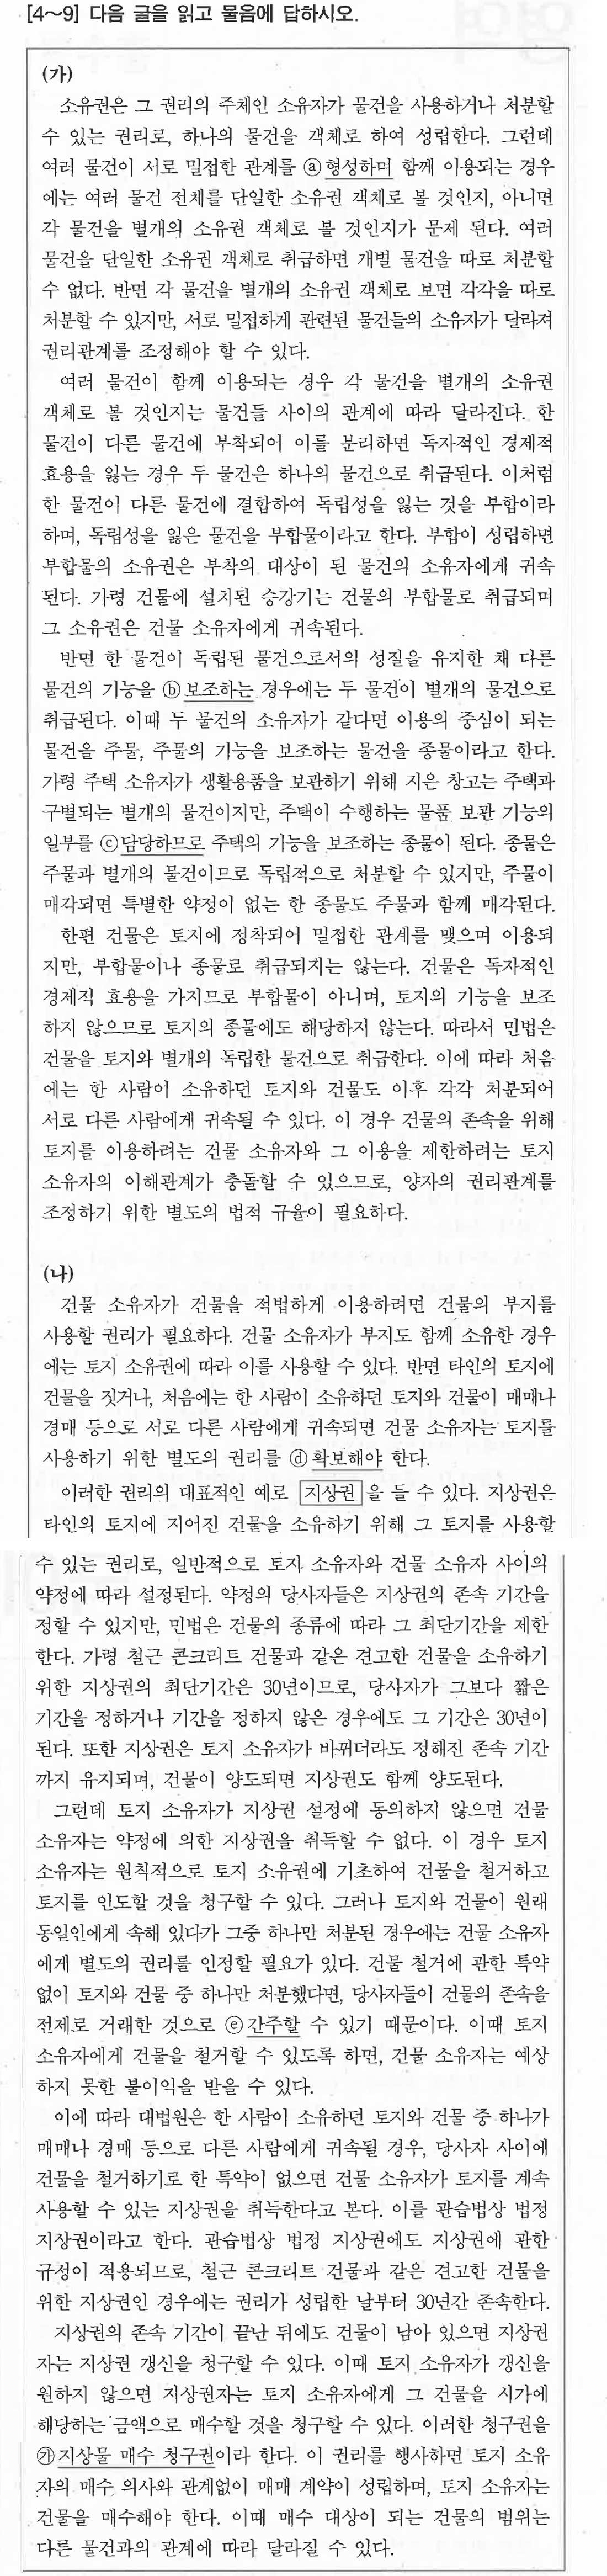 [4～9] 다음 글을 읽고 물음에 답하시오.
(가)
소유권은 그 권리의 주체인 소유자가 물건을 사용하거나 처분할
수 있는 권리로, 하나의 물건을 객체로 하여 성립한다. 그런데
여러 물건이 서로 밀접한 관계를 ⓐ형성하며 함께 이용되는 경우
에는 여러 물건 전체를 단일한 소유권 객체로 볼 것인지, 아니면
각 물건을 별개의 소유권 객체로 볼 것인지가 문제 된다. 여러
물건을 단일한 소유권 객체로 취급하면 개별 물건을 따로 처분할
수 없다. 반면 각 물건을 별개의 소유권 객체로 보면 각각을 따로
처분할 수 있지만, 서로 밀접하게 관련된 물건들의 소유자가 달라져
권리관계를 조정해야 할 수 있다.
여러 물건이 함께 이용되는 경우 각 물건을 별개의 소유권
객체로 볼 것인지는 물건들 사이의 관계에 따라 달라진다. 한
물건이 다른 물건에 부착되어 이를 분리하면 독자적인 경제적
효용을 잃는 경우 두 물건은 하나의 물건으로 취급된다. 이처럼
한 물건이 다른 물건에 결합하여 독립성을 잃는 것을 부합이라
하며, 독립성을 잃은 물건을 부합물이라고 한다. 부합이 성립하면
부합물의 소유권은 부착의 대상이 된 물건의 소유자에게 귀속
된다. 가령 건물에 설치된 승강기는 건물의 부합물로 취급되며
그 소유권은 건물 소유자에게 귀속된다.
반면 한 물건이 독립된 물건으로서의 성질을 유지한 채 다른
물건의 기능을 ⓑ보조하는 경우에는 두 물건이 별개의 물건으로
취급된다. 이때 두 물건의 소유자가 같다면 이용의 중심이 되는
물건을 주물, 주물의 기능을 보조하는 물건을 종물이라고 한다.
가령 주택 소유자가 생활용품을 보관하기 위해 지은 창고는 주택과
구별되는 별개의 물건이지만, 주택이 수행하는 물품 보관 기능의
일부를 ⓒ담당하므로 주택의 기능을 보조하는 종물이 된다. 종물은
주물과 별개의 물건이므로 독립적으로 처분할 수 있지만, 주물이
매각되면 특별한 약정이 없는 한 종물도 주물과 함께 매각된다.
한편 건물은 토지에 정착되어 밀접한 관계를 맺으며 이용되
지만, 부합물이나 종물로 취급되지는 않는다. 건물은 독자적인
경제적 효용을 가지므로 부합물이 아니며, 토지의 기능을 보조
하지 않으므로 토지의 종물에도 해당하지 않는다. 따라서 민법은
건물을 토지와 별개의 독립한 물건으로 취급한다. 이에 따라 처음
에는 한 사람이 소유하던 토지와 건물도 이후 각각 처분되어
서로 다른 사람에게 귀속될 수 있다. 이 경우 건물의 존속을 위해
토지를 이용하려는 건물 소유자와 그 이용을 제한하려는 토지
소유자의 이해관계가 충돌할 수 있으므로, 양자의 권리관계를
조정하기 위한 별도의 법적 규율이 필요하다.
(나)
건물 소유자가 건물을 적법하게 이용하려면 건물의 부지를
사용할 권리가 필요하다. 건물 소유자가 부지도 함께 소유한 경우
에는 토지 소유권에 따라 이를 사용할 수 있다. 반면 타인의 토지에
건물을 짓거나, 처음에는 한 사람이 소유하던 토지와 건물이 매매나
경매 등으로 서로 다른 사람에게 귀속되면 건물 소유자는 토지를
사용하기 위한 별도의 권리를 ⓓ확보해야 한다.
이러한 권리의 대표적인 예로 지상권을 들 수 있다. 지상권은
타인의 토지에 지어진 건물을 소유하기 위해 그 토지를 사용할
수 있는 권리로, 일반적으로 토지 소유자와 건물 소유자 사이의
약정에 따라 설정된다. 약정의 당사자들은 지상권의 존속 기간을
정할 수 있지만, 민법은 건물의 종류에 따라 그 최단기간을 제한
한다. 가령 철근 콘크리트 건물과 같은 견고한 건물을 소유하기
위한 지상권의 최단기간은 30년이므로, 당사자가 그보다 짧은
기간을 정하거나 기간을 정하지 않은 경우에도 그 기간은 30년이
된다. 또한 지상권은 토지 소유자가 바뀌더라도 정해진 존속 기간
까지 유지되며, 건물이 양도되면 지상권도 함께 양도된다.
그런데 토지 소유자가 지상권 설정에 동의하지 않으면 건물
소유자는 약정에 의한 지상권을 취득할 수 없다. 이 경우 토지
소유자는 원칙적으로 토지 소유권에 기초하여 건물을 철거하고
토지를 인도할 것을 청구할 수 있다. 그러나 토지와 건물이 원래
동일인에게 속해 있다가 그중 하나만 처분된 경우에는 건물 소유자
에게 별도의 권리를 인정할 필요가 있다. 건물 철거에 관한 특약
없이 토지와 건물 중 하나만 처분했다면, 당사자들이 건물의 존속을
전제로 거래한 것으로 ⓔ간주할 수 있기 때문이다. 이때 토지
소유자에게 건물을 철거할 수 있도록 하면, 건물 소유자는 예상
하지 못한 불이익을 받을 수 있다.
이에 따라 대법원은 한 사람이 소유하던 토지와 건물 중 하나가
매매나 경매 등으로 다른 사람에게 귀속될 경우, 당사자 사이에
건물을 철거하기로 한 특약이 없으면 건물 소유자가 토지를 계속
사용할 수 있는 지상권을 취득한다고 본다. 이를 관습법상 법정
지상권이라고 한다. 관습법상 법정 지상권에도 지상권에 관한
규정이 적용되므로, 철근 콘크리트 건물과 같은 견고한 건물을
위한 지상권인 경우에는 권리가 성립한 날부터 30년간 존속한다.
지상권의 존속 기간이 끝난 뒤에도 건물이 남아 있으면 지상권
자는 지상권 갱신을 청구할 수 있다. 이때 토지 소유자가 갱신을
원하지 않으면 지상권자는 토지 소유자에게 그 건물을 시가에
해당하는 금액으로 매수할 것을 청구할 수 있다. 이러한 청구권을
㉮지상물 매수 청구권이라 한다. 이 권리를 행사하면 토지 소유
자의 매수 의사와 관계없이 매매 계약이 성립하며, 토지 소유자는
건물을 매수해야 한다. 이때 매수 대상이 되는 건물의 범위는
다른 물건과의 관계에 따라 달라질 수 있다.